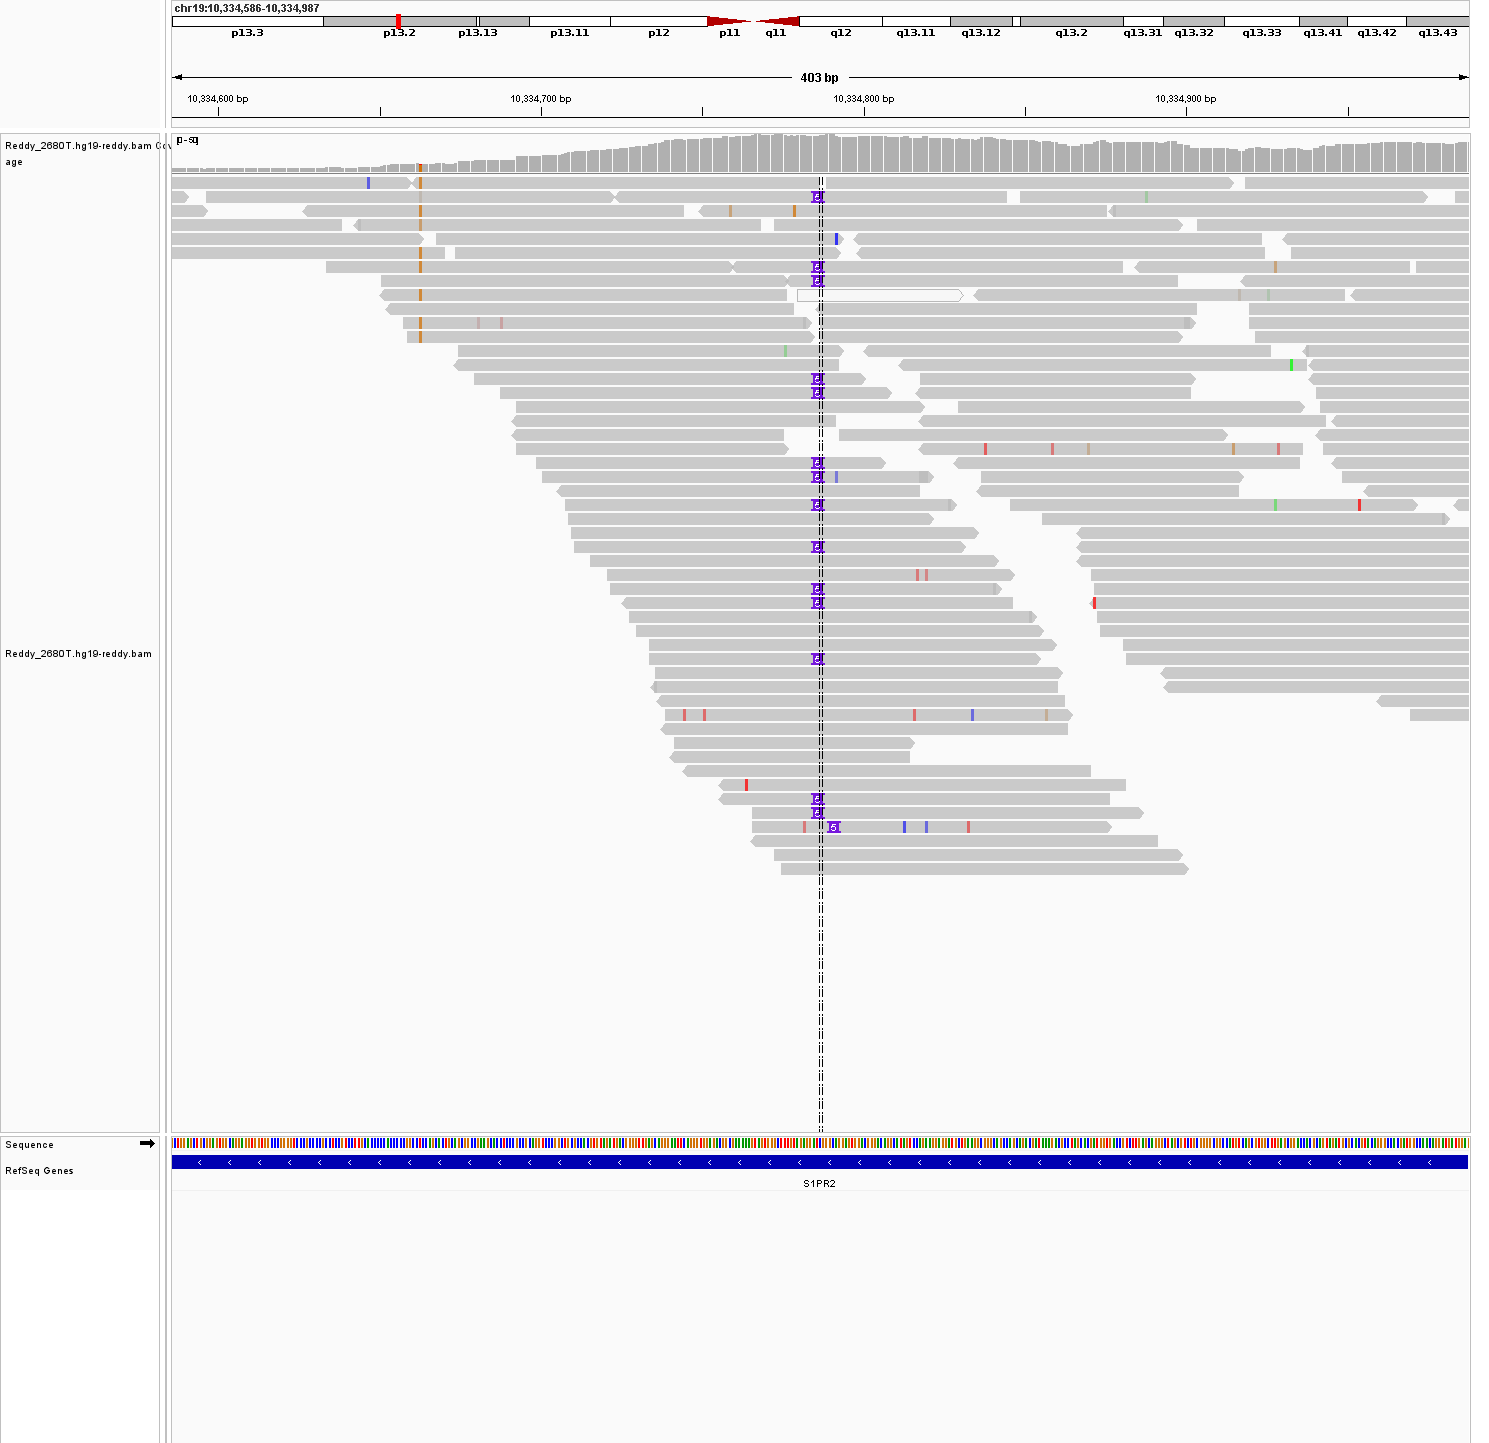 chr19:10,334,586-10,334,987
p13.3 p13.2 p13.13 p13.11 p12 p11 q11 q12 q13.11 q13.12 q13.2 q13.31 q13.32 q13.33 q13.41 q13.42 q13.43
403 bp
10,334,600 bp 10,334,700 bp 10,334,800 bp 10,334,900 bp
Reddy_2680T.hg19-reddy.bam Cov
age
Reddy_2680T.hg19-reddy.bam
Sequence
RefSeq Genes
S1PR2